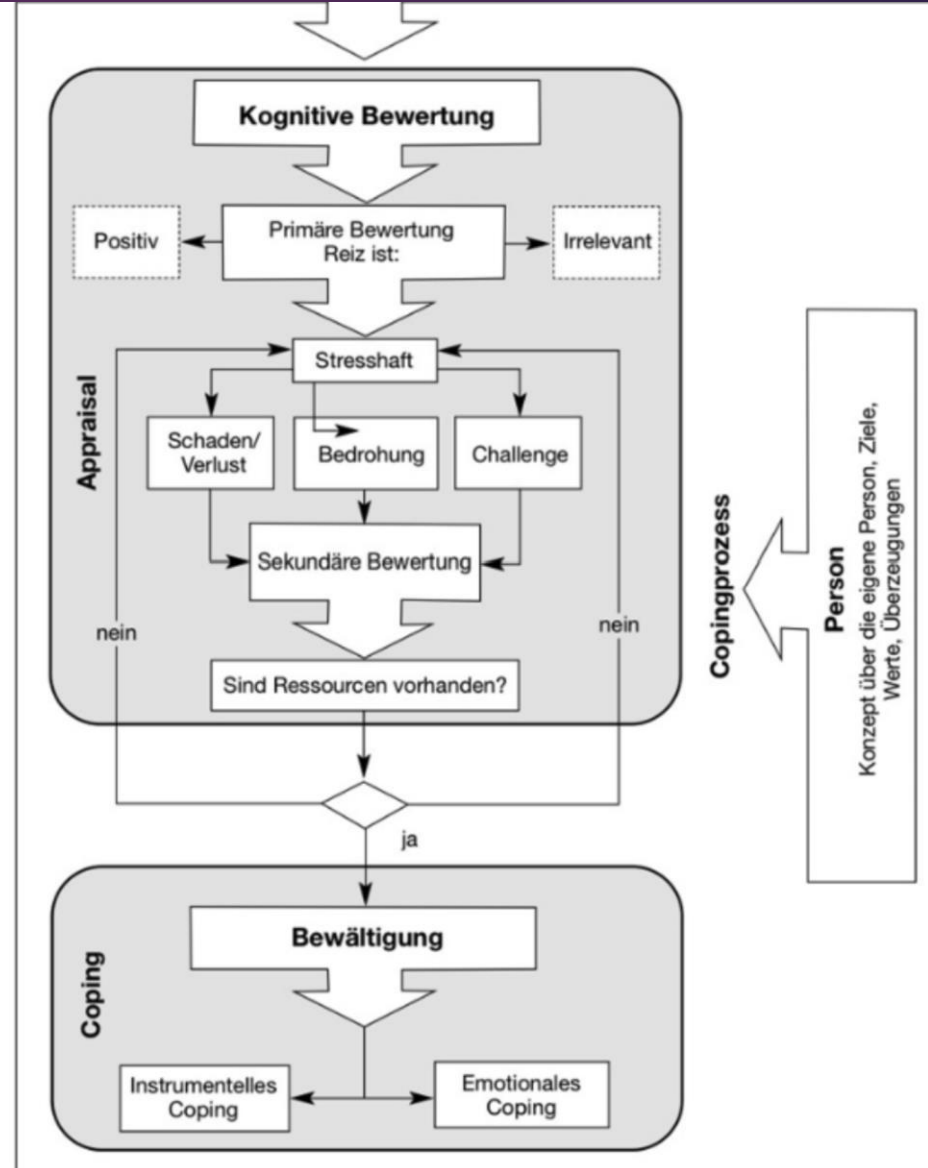 Kognitive Bewertung
Positiv
Primäre Bewertung
Reiz ist:
Irrelevant
Stresshaft
Appraisal
Schaden/
Verlust
Bedrohung
Challenge
Sekundäre Bewertung
nein
nein
Sind Ressourcen vorhanden?
ja
Copingprozess
Person
Konzept über die eigene Person, Ziele,
Werte, Überzeugungen
Coping
Bewältigung
Instrumentelles
Coping
Emotionales
Coping